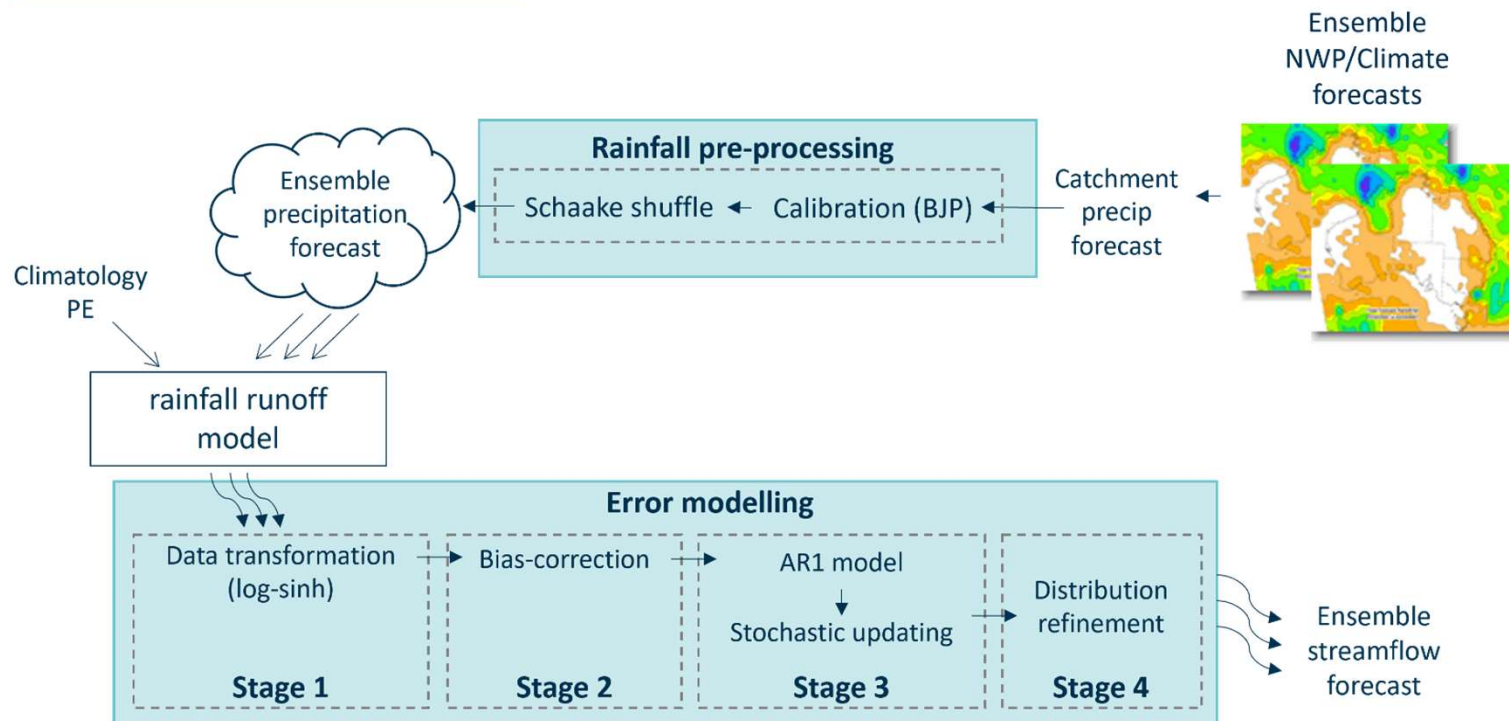 Ensemble
NWP/Climate
forecasts
Rainfall pre-processing
Catchment
precip
forecast
Calibration (BJP)
Schaake shuffle
Ensemble
precipitation
forecast
Climatology
PE
rainfall runoff
model
Error modelling
Data transformation
(log-sinh)
Stage 1
Bias-correction
Stage 2
AR1 model
Stochastic updating
Stage 3
Distribution
refinement
Stage 4
Ensemble
streamflow
forecast